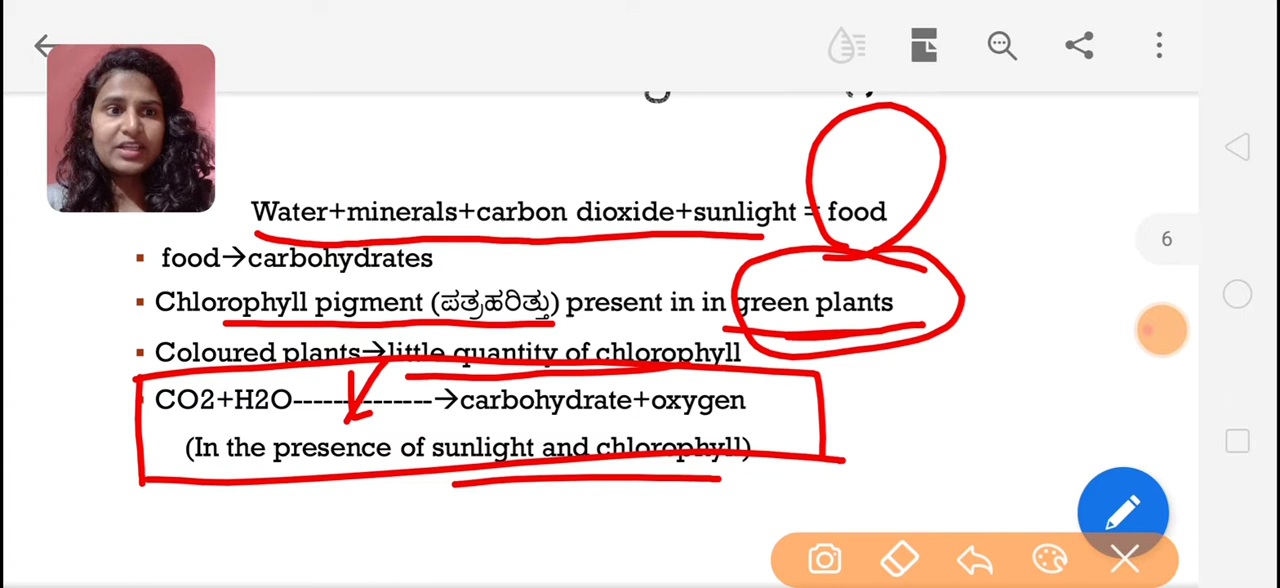 Water+minerals+carbon dioxide+sunlight = food
6
▪ food→carbohydrates
▪ Chlorophyll pigment (ಪತ್ರಹರಿತ್ತು) present in in green plants
▪ Coloured plants→little quantity of chlorophyll
CO2+H2O---------------→carbohydrate+oxygen
(In the presence of sunlight and chlorophyll)